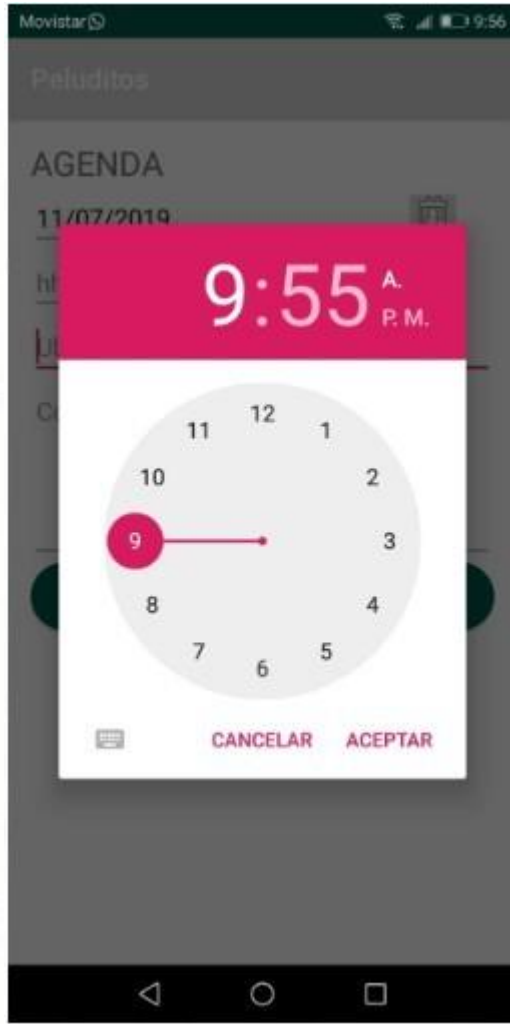 Movistar 9:56
Peluditos
AGENDA
11/07/2019
hh
9:55 A.
P. M.
12
11 1
10 2
9 3
8 4
7 5
6
CANCELAR ACEPTAR